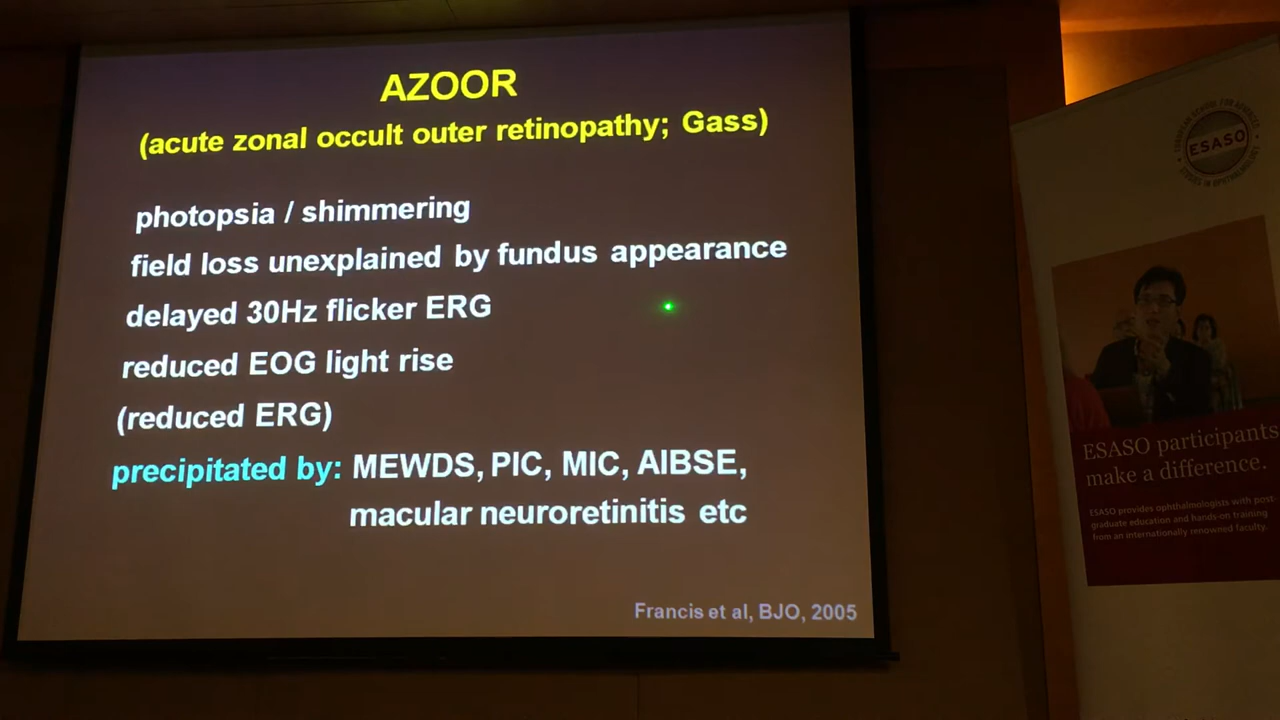 AZOOR
(acute zonal occult outer retinopathy; Gass)
photopsia / shimmering
field loss unexplained by fundus appearance
delayed 30Hz flicker ERG
reduced EOG light rise
(reduced ERG)
precipitated by: MEWDS, PIC, MIC, AIBSE,
macular neuroretinitis etc
Francis et al, BJO, 2005
ESASO
ESASO participants
make a difference.
ESASO provides ophthalmologists with post-
graduate education and hands-on training
from an internationally renowned faculty.